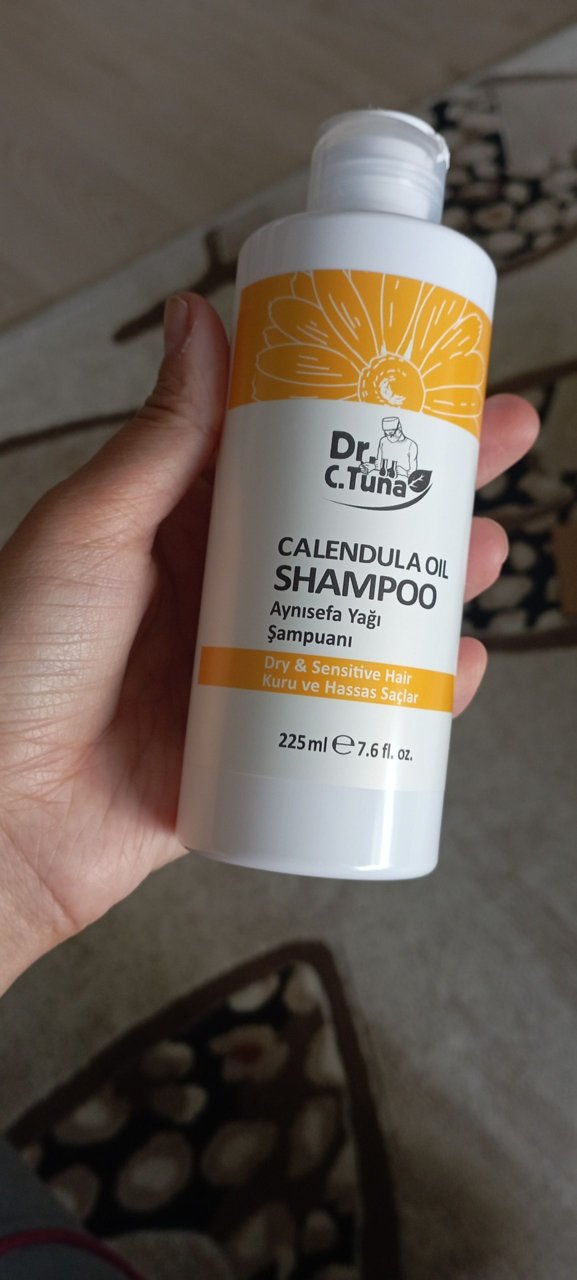 Dr.
C.Tuna
CALENDULA OIL
SHAMPOO
Aynısefa Yağı
Şampuanı
Dry & Sensitive Hair
Kuru ve Hassas Saçlar
225 ml ℮ 7.6 fl. oz.